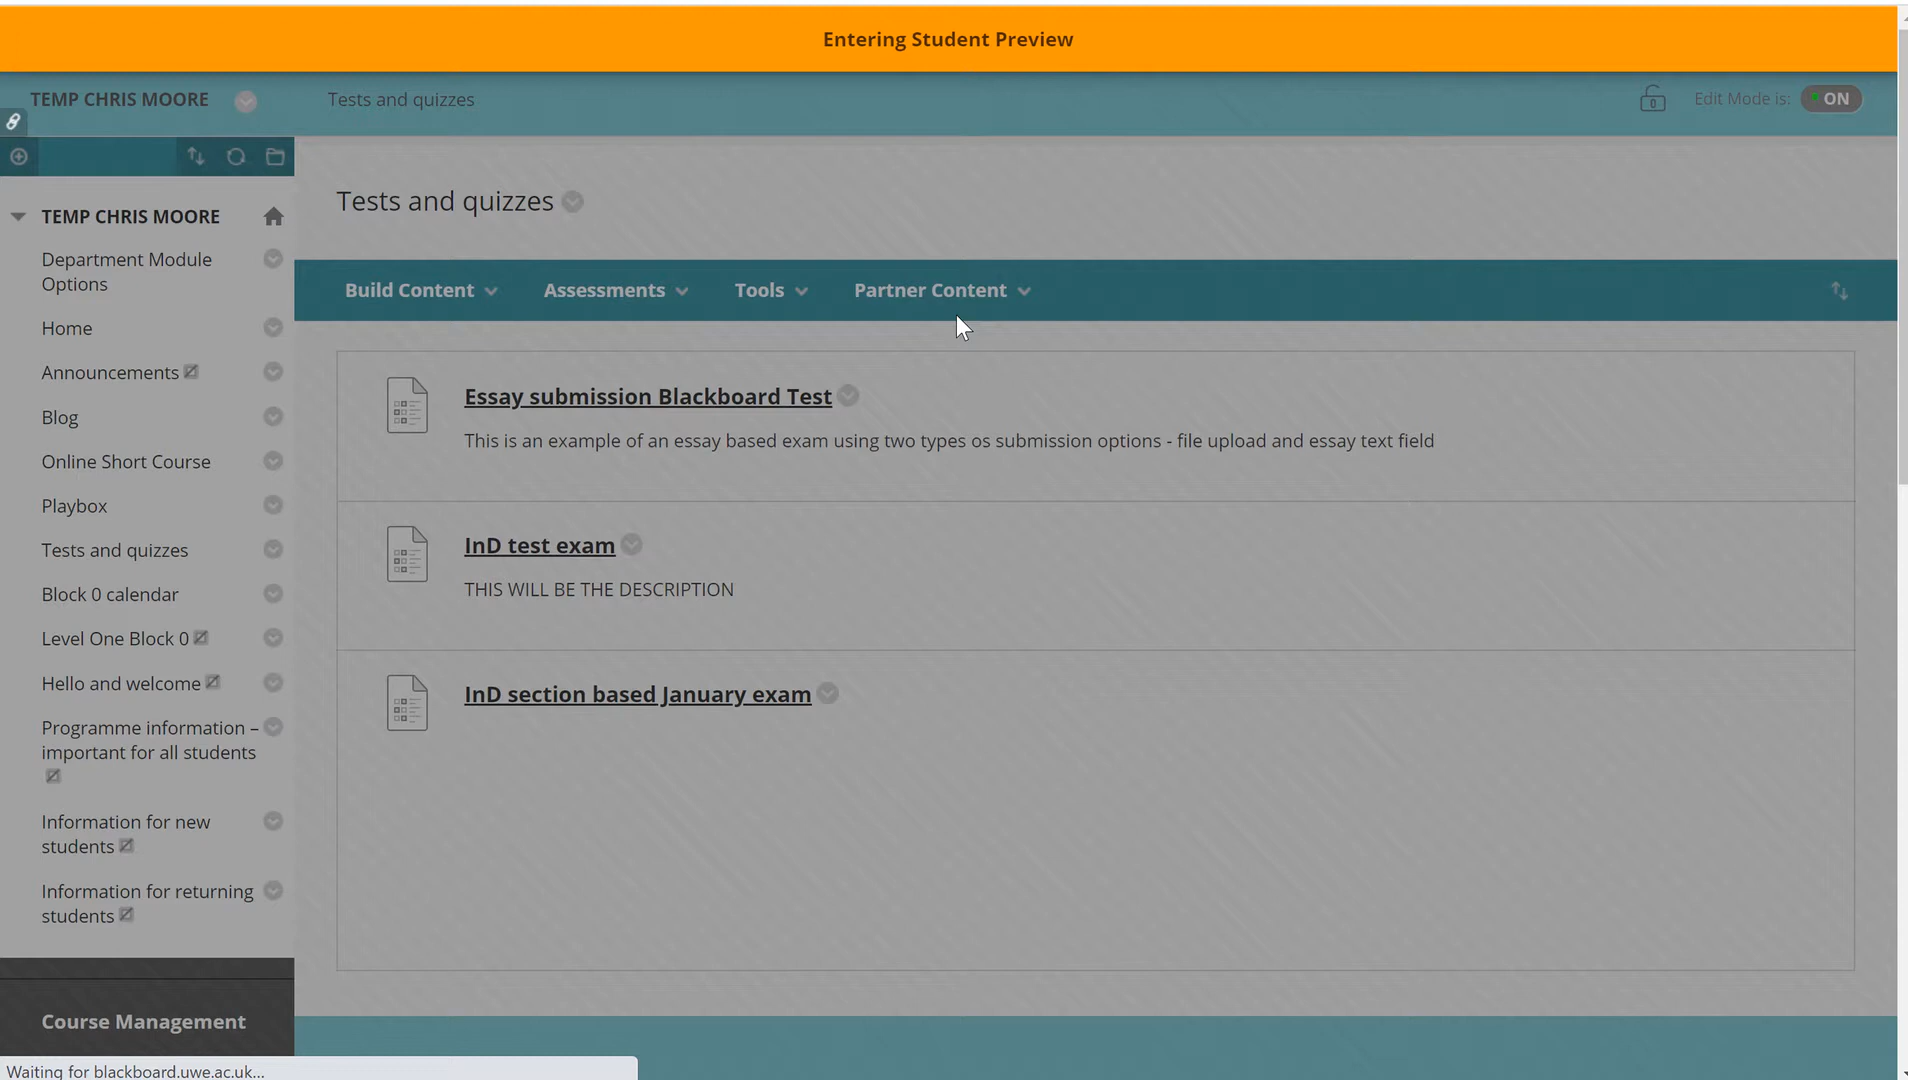 Entering Student Preview
TEMP CHRIS MOORE
Tests and quizzes
0
Edit Mode is:
ON
TEMP CHRIS MOORE
Department Module
Options
Home
Announcements
Blog
Online Short Course
Playbox
Tests and quizzes
Block 0 calendar
Level One Block 0
Hello and welcome
Programme information –
important for all students
Information for new
students
Information for returning
students
Course Management
Tests and quizzes
Build Content
Assessments
Tools
Partner Content
Essay submission Blackboard Test
This is an example of an essay based exam using two types os submission options - file upload and essay text field
InD test exam
THIS WILL BE THE DESCRIPTION
InD section based January exam
Waiting for blackboard.uwe.ac.uk...